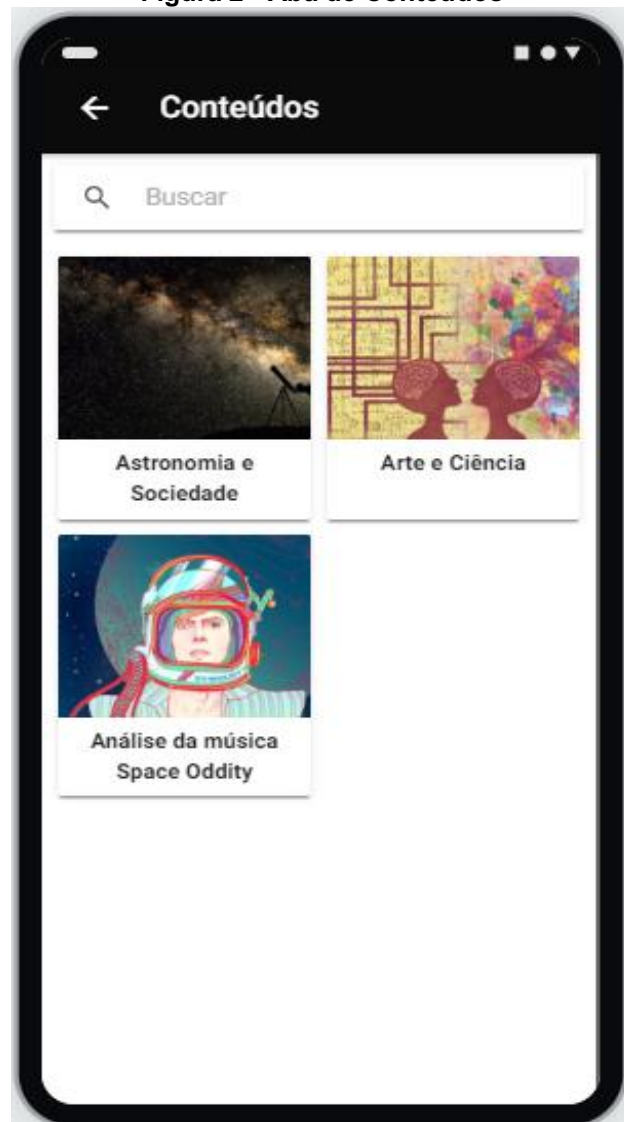 Conteúdos
Buscar
Astronomia e
Sociedade
Arte e Ciência
Análise da música
Space Oddity